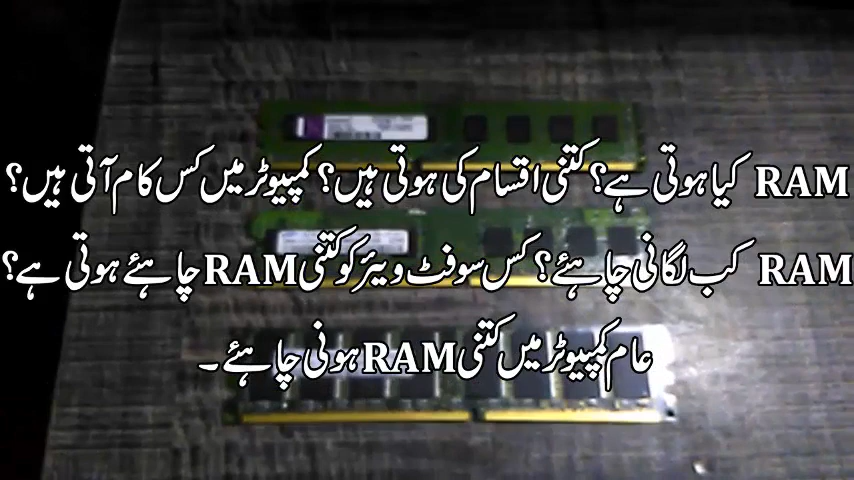 RAM کیا ہوتی ہے؟ کتنی اقسام کی ہوتی ہیں؟ کمپیوٹر میں کس کام آتی ہیں؟
RAM کب لگانی چاہئے؟ کس سوفٹ ویئر کو کتنی RAM چاہئے ہوتی ہے؟
عام کمپیوٹر میں کتنی RAM ہونی چاہئے۔